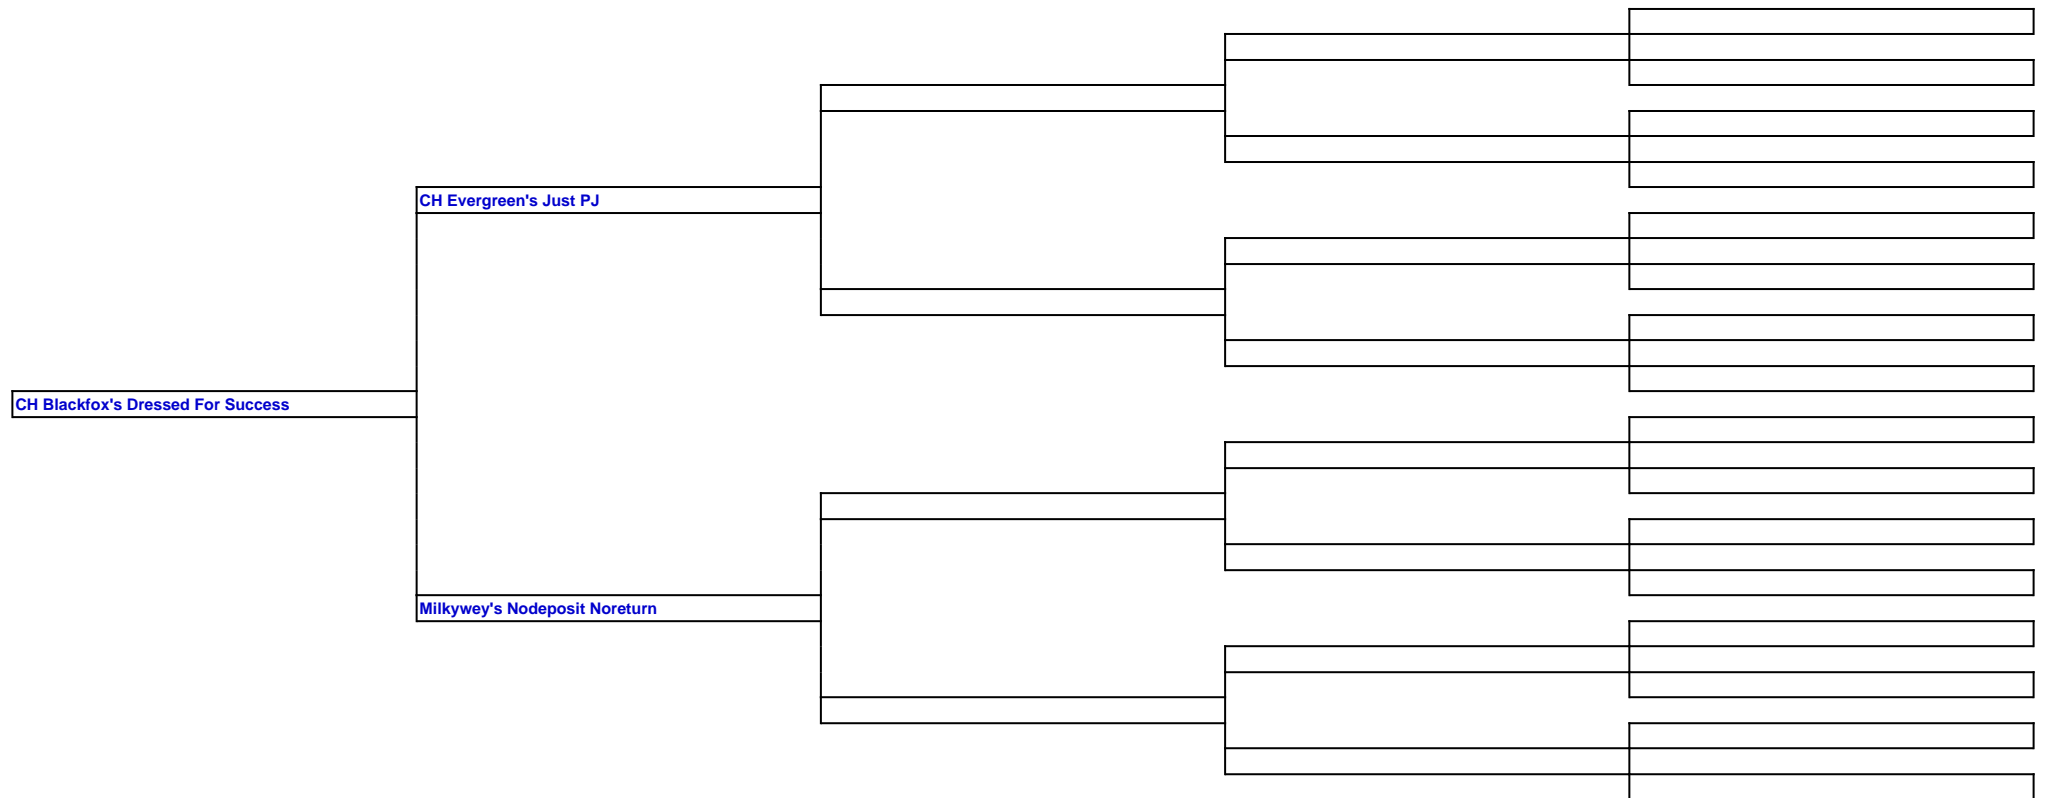 CH Evergreen's Just PJ
CH Blackfox's Dressed For Success
Milkywey's Nodeposit Noreturn